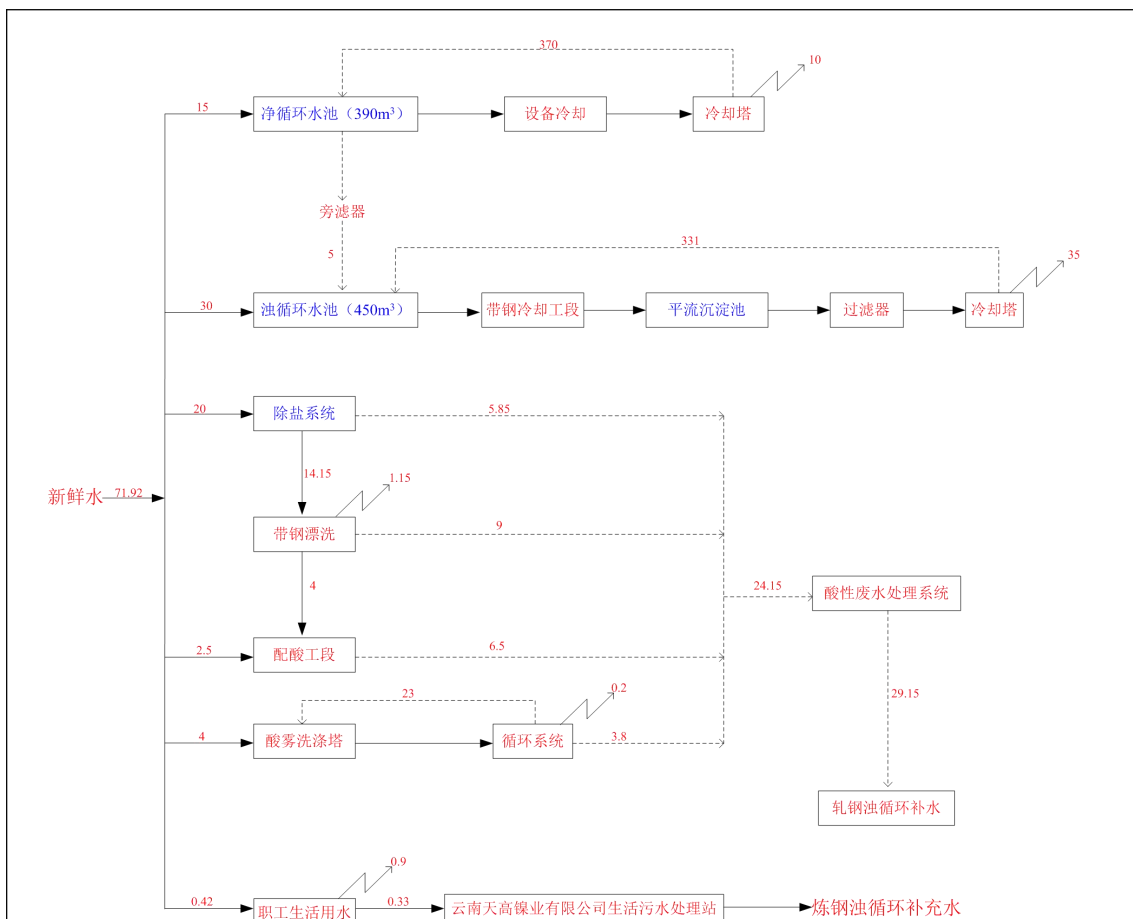 370
10
15
净循环水池（390m³）
设备冷却
冷却塔
旁滤器
5
331
35
30
浊循环水池（450m³）
带钢冷却工段
平流沉淀池
过滤器
冷却塔
20
除盐系统
5.85
14.15
1.15
新鲜水
71.92
带钢漂洗
9
4
24.15
酸性废水处理系统
2.5
配酸工段
6.5
29.15
0.2
23
4
酸雾洗涤塔
循环系统
3.8
轧钢浊循环补水
0.9
0.42
职工生活用水
0.33
云南天高镍业有限公司生活污水处理站
炼钢浊循环补充水